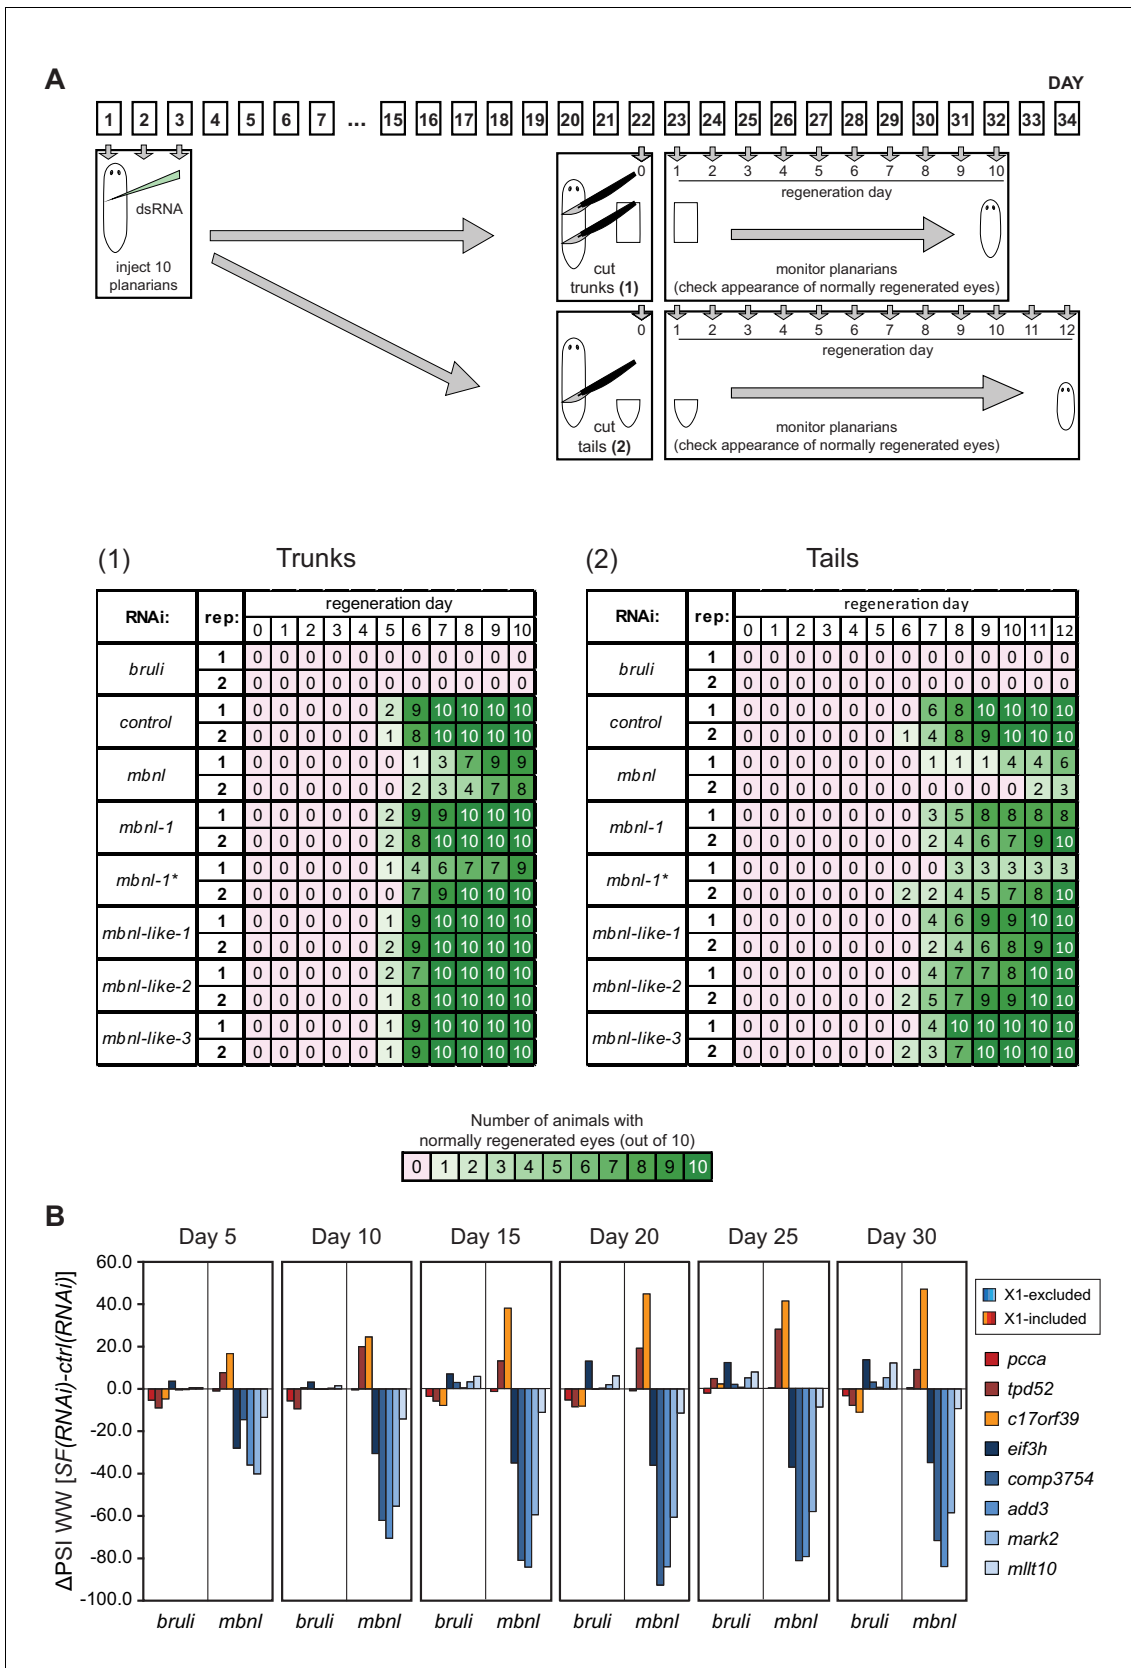 A
DAY
1 2 3 4 5 6 7 ... 15 16 17 18 19 20 21 22 23 24 25 26 27 28 29 30 31 32 33 34
dsRNA
inject 10
planarians
0
cut
trunks (1)
1 2 3 4 5 6 7 8 9 10
regeneration day
monitor planarians
(check appearance of normally regenerated eyes)
0
cut
tails (2)
1 2 3 4 5 6 7 8 9 10 11 12
regeneration day
monitor planarians
(check appearance of normally regenerated eyes)
(1) Trunks
RNAi: rep: regeneration day
0 1 2 3 4 5 6 7 8 9 10
bruli 1 0 0 0 0 0 0 0 0 0 0 0
2 0 0 0 0 0 0 0 0 0 0 0
control 1 0 0 0 0 0 2 9 10 10 10 10
2 0 0 0 0 0 1 8 10 10 10 10
mbnl 1 0 0 0 0 0 0 1 3 7 9 9
2 0 0 0 0 0 0 2 3 4 7 8
mbnl-1 1 0 0 0 0 0 2 9 9 10 10 10
2 0 0 0 0 0 2 8 10 10 10 10
mbnl-1* 1 0 0 0 0 0 1 4 6 7 7 9
2 0 0 0 0 0 0 7 9 10 10 10
mbnl-like-1 1 0 0 0 0 0 1 9 10 10 10 10
2 0 0 0 0 0 2 9 10 10 10 10
mbnl-like-2 1 0 0 0 0 0 2 7 10 10 10 10
2 0 0 0 0 0 1 8 10 10 10 10
mbnl-like-3 1 0 0 0 0 0 1 9 10 10 10 10
2 0 0 0 0 0 1 9 10 10 10 10
(2) Tails
RNAi: rep: regeneration day
0 1 2 3 4 5 6 7 8 9 10 11 12
bruli 1 0 0 0 0 0 0 0 0 0 0 0 0 0
2 0 0 0 0 0 0 0 0 0 0 0 0 0
control 1 0 0 0 0 0 0 0 6 8 10 10 10 10
2 0 0 0 0 0 0 1 4 8 9 10 10 10
mbnl 1 0 0 0 0 0 0 0 1 1 1 4 4 6
2 0 0 0 0 0 0 0 0 0 0 0 2 3
mbnl-1 1 0 0 0 0 0 0 0 3 5 8 8 8 8
2 0 0 0 0 0 0 0 2 4 6 7 9 10
mbnl-1* 1 0 0 0 0 0 0 0 0 3 3 3 3 3
2 0 0 0 0 0 0 2 2 4 5 7 8 10
mbnl-like-1 1 0 0 0 0 0 0 0 4 6 9 9 10 10
2 0 0 0 0 0 0 0 2 4 6 8 9 10
mbnl-like-2 1 0 0 0 0 0 0 0 4 7 7 8 10 10
2 0 0 0 0 0 0 2 5 7 9 9 10 10
mbnl-like-3 1 0 0 0 0 0 0 0 4 10 10 10 10 10
2 0 0 0 0 0 0 2 3 7 10 10 10 10
Number of animals with
normally regenerated eyes (out of 10)
0 1 2 3 4 5 6 7 8 9 10
B
Day 5 Day 10 Day 15 Day 20 Day 25 Day 30
ΔPSI WW [SF(RNAi)-ctrl(RNAi)]
60.0
40.0
20.0
0.0
-20.0
-40.0
-60.0
-80.0
-100.0
bruli mbnl bruli mbnl bruli mbnl bruli mbnl bruli mbnl bruli mbnl
X1-excluded
X1-included
pcca
tpd52
c17orf39
eif3h
comp3754
add3
mark2
mllt10